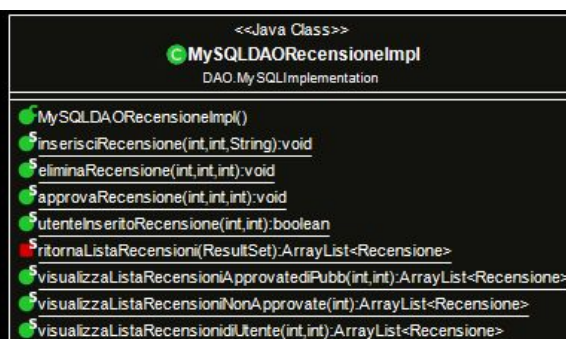 <<Java Class>>
C MySQLDAORecensioneImpl
DAO.MySQLImplementation
MySQLDAORecensioneImpl()
S inserisciRecensione(int,int,String):void
S eliminaRecensione(int,int,int):void
S approvaRecensione(int,int,int):void
S utenteInseritoRecensione(int,int):boolean
S ritornaListaRecensioni(ResultSet):ArrayList<Recensione>
S visualizzaListaRecensioniApprovatediPubb(int,int):ArrayList<Recensione>
S visualizzaListaRecensioniNonApprovate(int):ArrayList<Recensione>
S visualizzaListaRecensionidiUtente(int,int):ArrayList<Recensione>